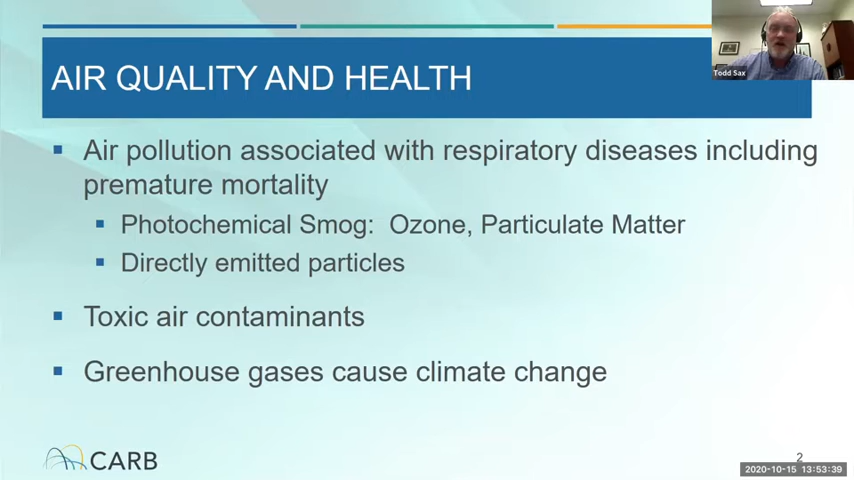 AIR QUALITY AND HEALTH
Todd Sax
▪ Air pollution associated with respiratory diseases including
premature mortality
▪ Photochemical Smog: Ozone, Particulate Matter
▪ Directly emitted particles
▪ Toxic air contaminants
▪ Greenhouse gases cause climate change
CARB
2
2020-10-15 13:53:39